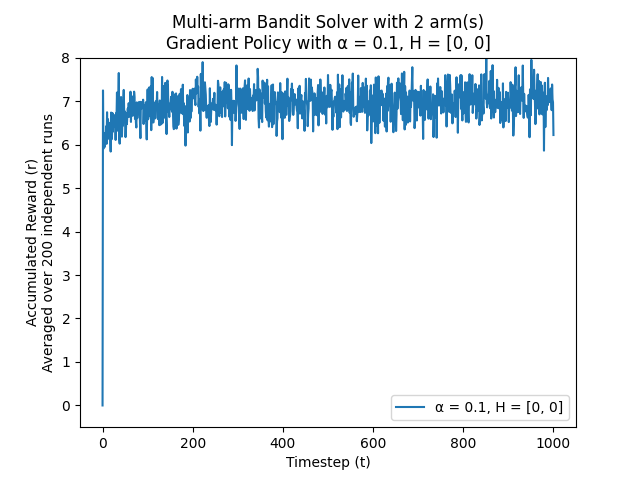 Multi-arm Bandit Solver with 2 arm(s)
Gradient Policy with α = 0.1, H = [0, 0]
Accumulated Reward (r)
Averaged over 200 independent runs
8
7
6
5
4
3
2
1
0
α = 0.1, H = [0, 0]
0
200
400
600
800
1000
Timestep (t)